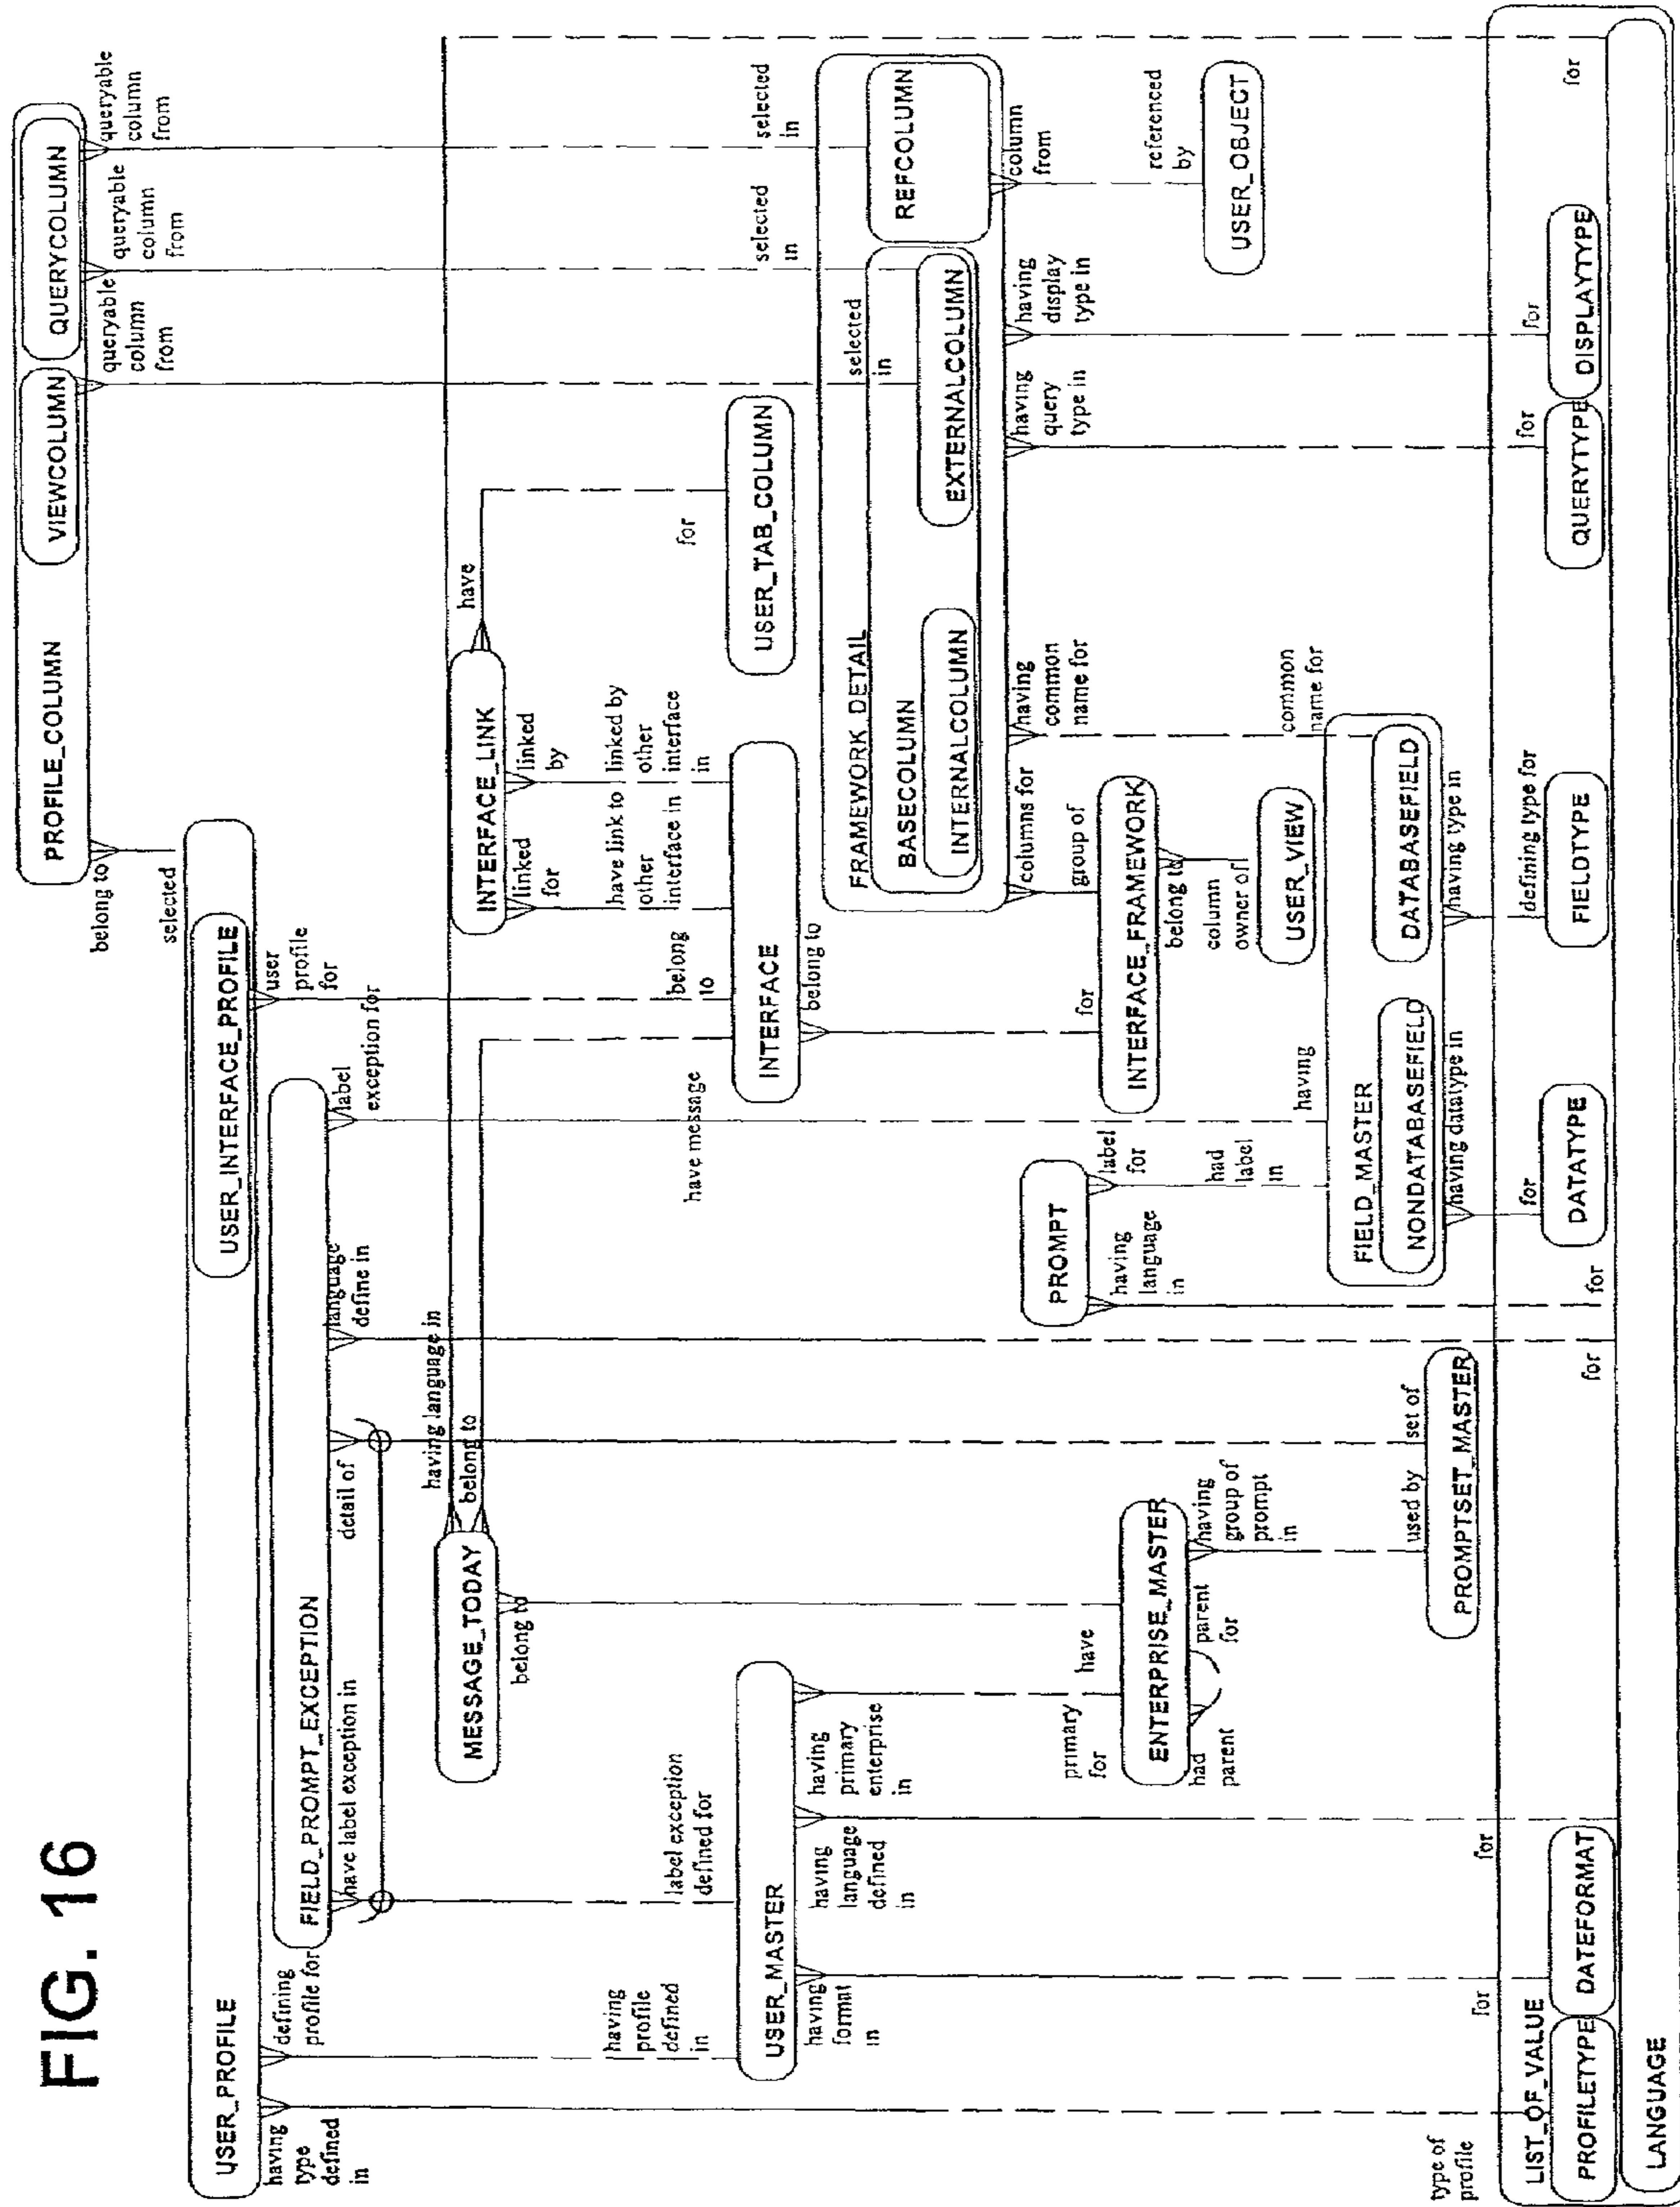 FIG. 16
PROFILE_COLUMN
VIEWCOLUMN
QUERYCOLUMN
belong to
queryable
column
from
queryable
column
from
queryable
column
from
selected
USER_PROFILE
USER_INTERFACE_PROFILE
having
type
defined
in
defining
profile for
user
profile
for
FIELD_PROMPT_EXCEPTION
have label exception in
detail of
language
define in
label
exception for
having language in
belong to
MESSAGE_TODAY
belong to
INTERFACE_LINK
have
linked
for
linked
by
have link to
other
interface in
linked by
other
interface
in
having
profile
defined
in
label exception
defined for
have message
belong
to
for
selected
in
selected
in
selected
in
USER_MASTER
INTERFACE
USER_TAB_COLUMN
having
format
in
having
language
defined
in
having
primary
enterprise
in
belong to
FRAMEWORK_DETAIL
BASECOLUMN
INTERNALCOLUMN
EXTERNALCOLUMN
REFCOLUMN
columns for
having
common
name for
having
query
type in
having
display
type in
column
from
primary
for
have
PROMPT
for
group of
ENTERPRISE_MASTER
INTERFACE_FRAMEWORK
had
parent
parent
for
having
group of
prompt
in
having
language
in
label
for
had
label
in
belong to
column
owner of
referenced
by
USER_OBJECT
having
USER_VIEW
common
name for
used by
set of
FIELD_MASTER
NONDATABASEFIELD
DATABASEFIELD
PROMPTSET_MASTER
having datatype in
having type in
type of
profile
for
for
for
defining type for
for
for
LIST_OF_VALUE
PROFILETYPE
DATEFORMAT
DATATYPE
FIELDTYPE
QUERYTYPE
DISPLAYTYPE
for
for
for
LANGUAGE